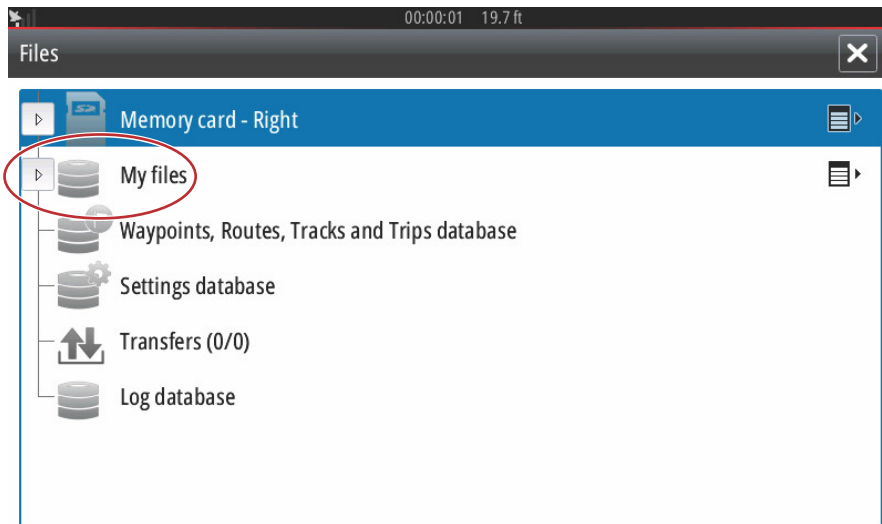 00:00:01 19.7 ft
Files
Memory card - Right
My files
Waypoints, Routes, Tracks and Trips database
Settings database
Transfers (0/0)
Log database